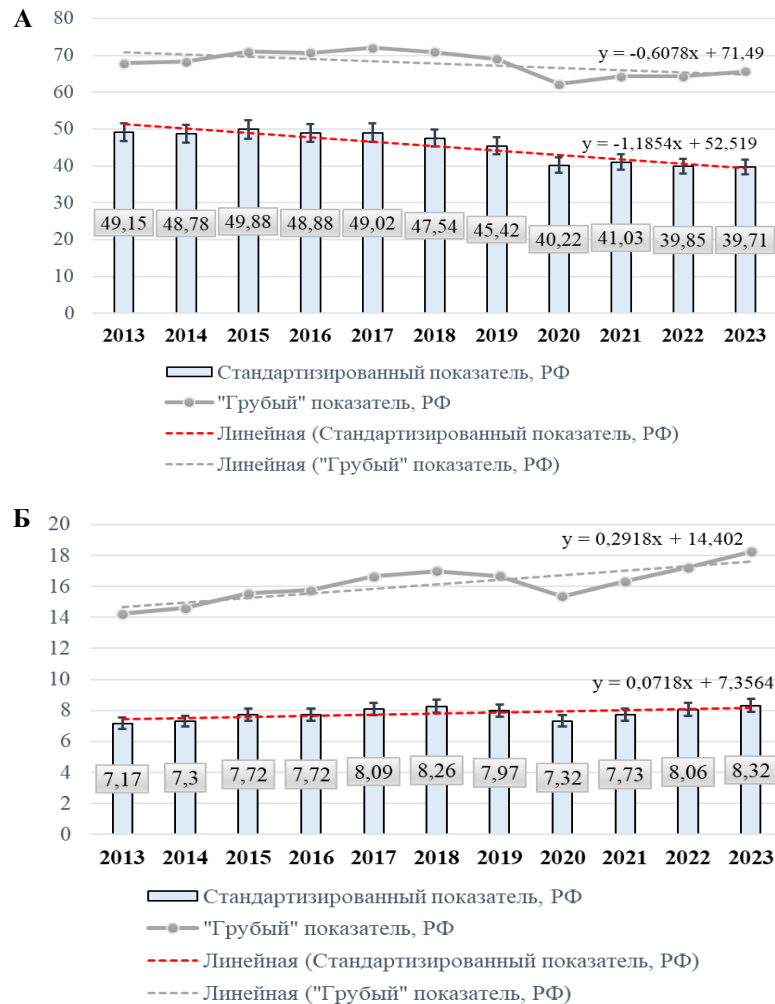 А
80
70
60
50
40
30
20
10
0
y = -0,6078x + 71,49
y = -1,1854x + 52,519
49,15 48,78 49,88 48,88 49,02 47,54 45,42 40,22 41,03 39,85 39,71
2013 2014 2015 2016 2017 2018 2019 2020 2021 2022 2023
Стандартизированный показатель, РФ
"Грубый" показатель, РФ
Линейная (Стандартизированный показатель, РФ)
Линейная ("Грубый" показатель, РФ)
Б
20
18
16
14
12
10
8
6
4
2
0
y = 0,2918x + 14,402
y = 0,0718x + 7,3564
7,17 7,3 7,72 7,72 8,09 8,26 7,97 7,32 7,73 8,06 8,32
2013 2014 2015 2016 2017 2018 2019 2020 2021 2022 2023
Стандартизированный показатель, РФ
"Грубый" показатель, РФ
Линейная (Стандартизированный показатель, РФ)
Линейная ("Грубый" показатель, РФ)